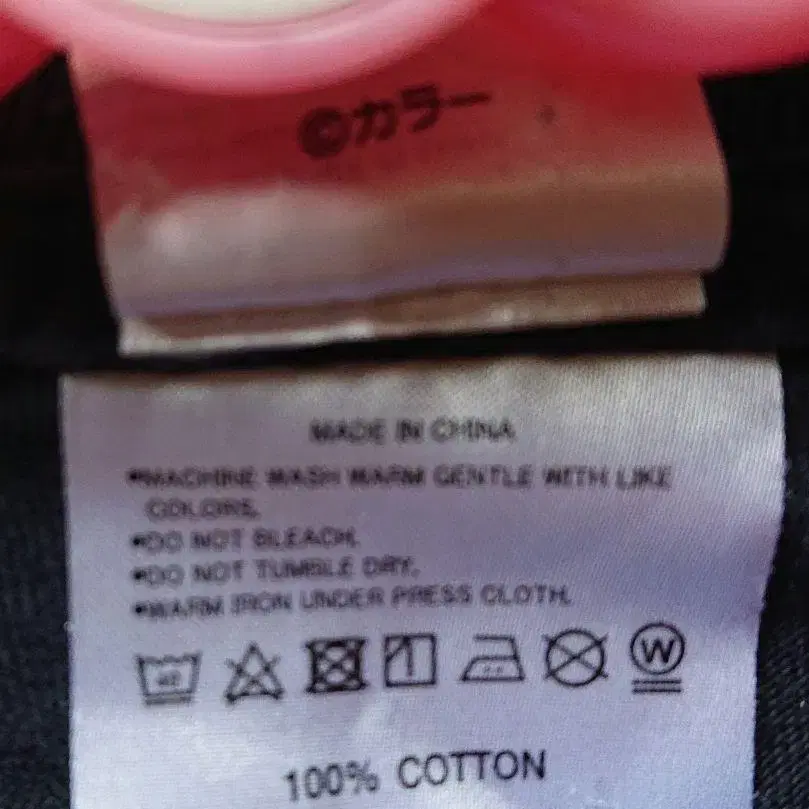 ©カラー
MADE IN CHINA
•MACHINE WASH WARM GENTLE WITH LIKE
COLORS.
•DO NOT BLEACH.
•DO NOT TUMBLE DRY.
•WARM IRON UNDER PRESS CLOTH.
40
W
100% COTTON